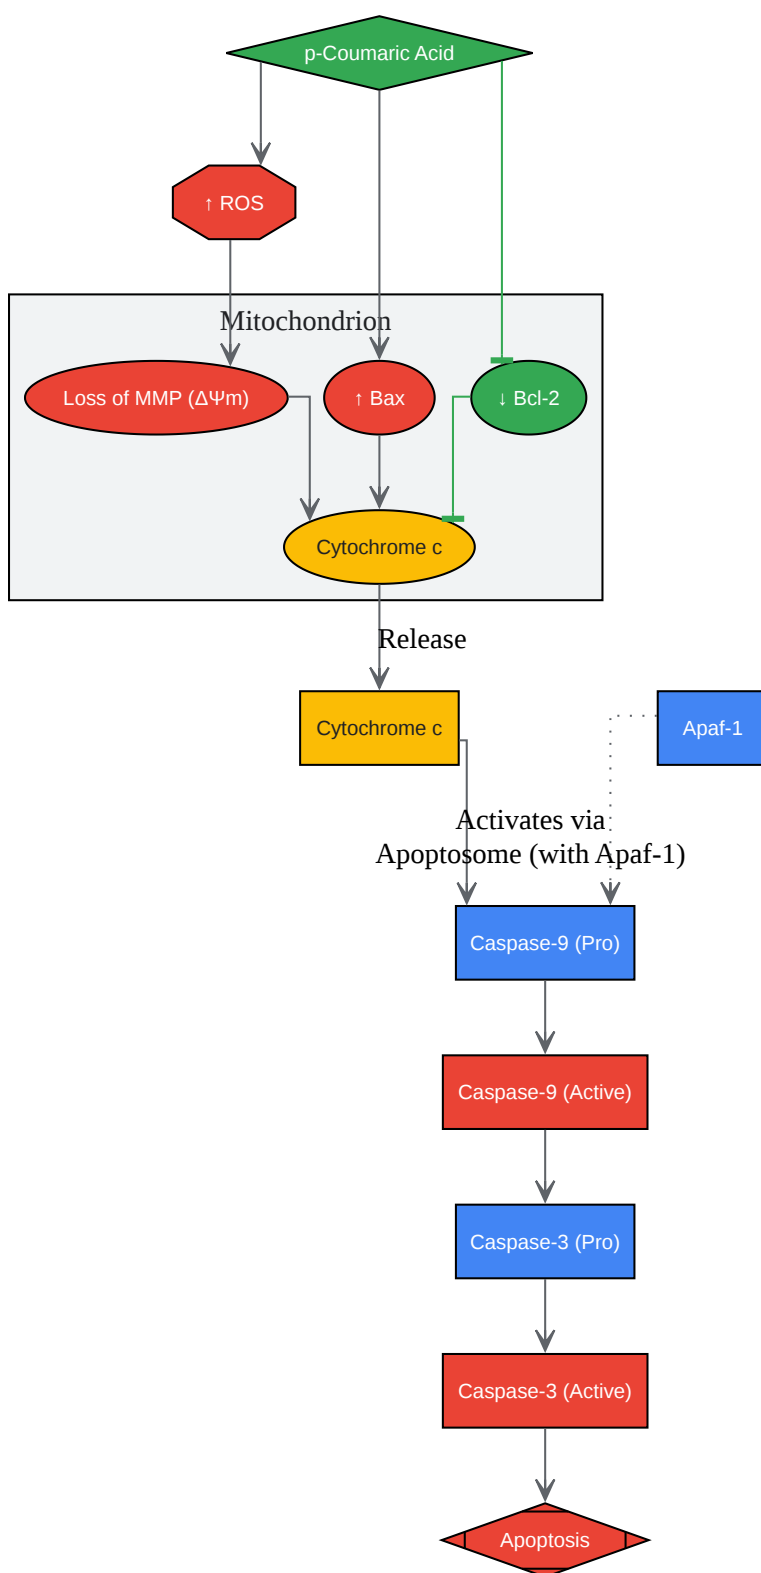 p-Coumaric Acid
↑ ROS
Mitochondrion
Loss of MMP (ΔΨm)
↑ Bax
↓ Bcl-2
Cytochrome c
Release
Cytochrome c
Apaf-1
Activates via
Apoptosome (with Apaf-1)
Caspase-9 (Pro)
Caspase-9 (Active)
Caspase-3 (Pro)
Caspase-3 (Active)
Apoptosis